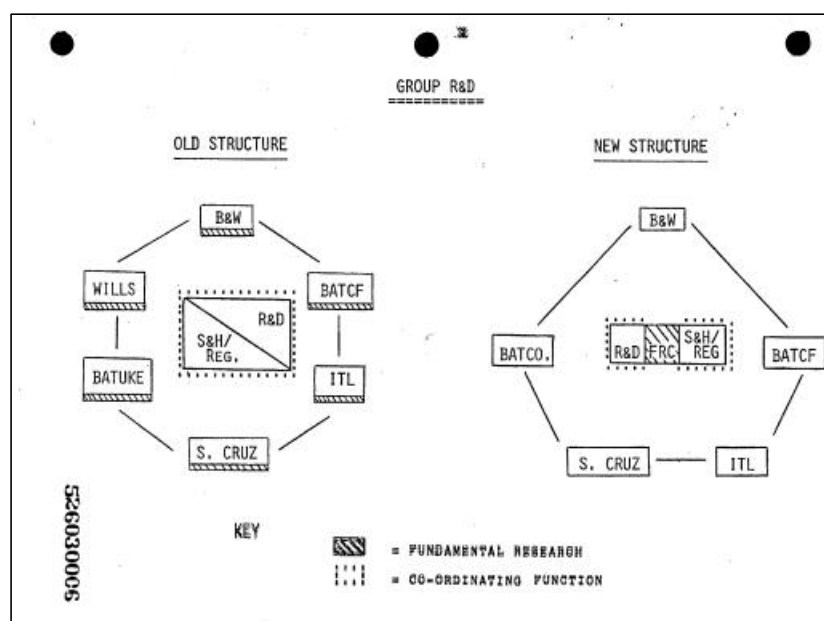 GROUP R&D
OLD STRUCTURE
NEW STRUCTURE
B&W
WILLS
BATCF
R&D
S&H/
REG.
BATUKE
ITL
S. CRUZ
B&W
BATCO.
R&D
FRC
S&H/
REG
BATCF
S. CRUZ
ITL
KEY
= FUNDAMENTAL RESEARCH
= CO-ORDINATING FUNCTION
526030006